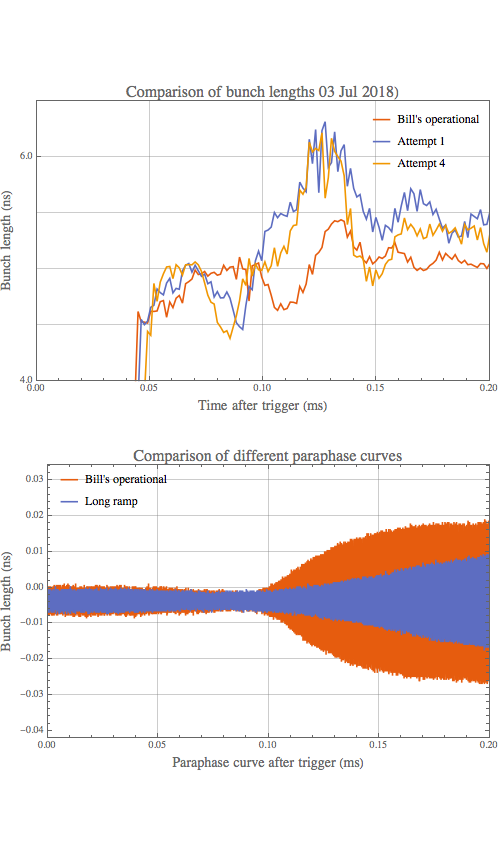 Comparison of bunch lengths 03 Jul 2018)
Bill's operational
Attempt 1
Attempt 4
Bunch length (ns)
6.0
4.0
0.00 0.05 0.10 0.15 0.20
Time after trigger (ms)
Comparison of different paraphase curves
Bill's operational
Long ramp
Bunch length (ns)
0.03
0.02
0.01
0.00
−0.01
−0.02
−0.03
−0.04
0.00 0.05 0.10 0.15 0.20
Paraphase curve after trigger (ms)